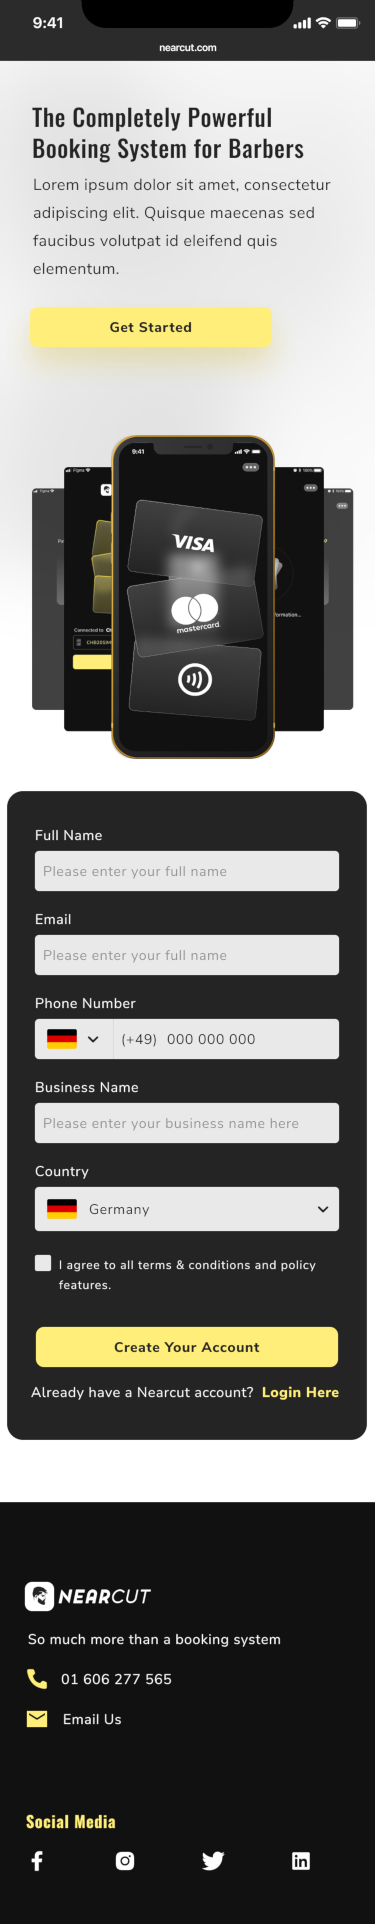 9:41
nearcut.com
The Completely Powerful
Booking System for Barbers
Lorem ipsum dolor sit amet, consectetur
adipiscing elit. Quisque maecenas sed
faucibus volutpat id eleifend quis
elementum.
Get Started
9:41
Figma
Figma
100%
VISA
mastercard
Connected to
Full Name
Please enter your full name
Email
Please enter your full name
Phone Number
(+49) 000 000 000
Business Name
Please enter your business name here
Country
Germany
I agree to all terms & conditions and policy
features.
Create Your Account
Already have a Nearcut account? Login Here
NEARCUT
So much more than a booking system
01 606 277 565
Email Us
Social Media